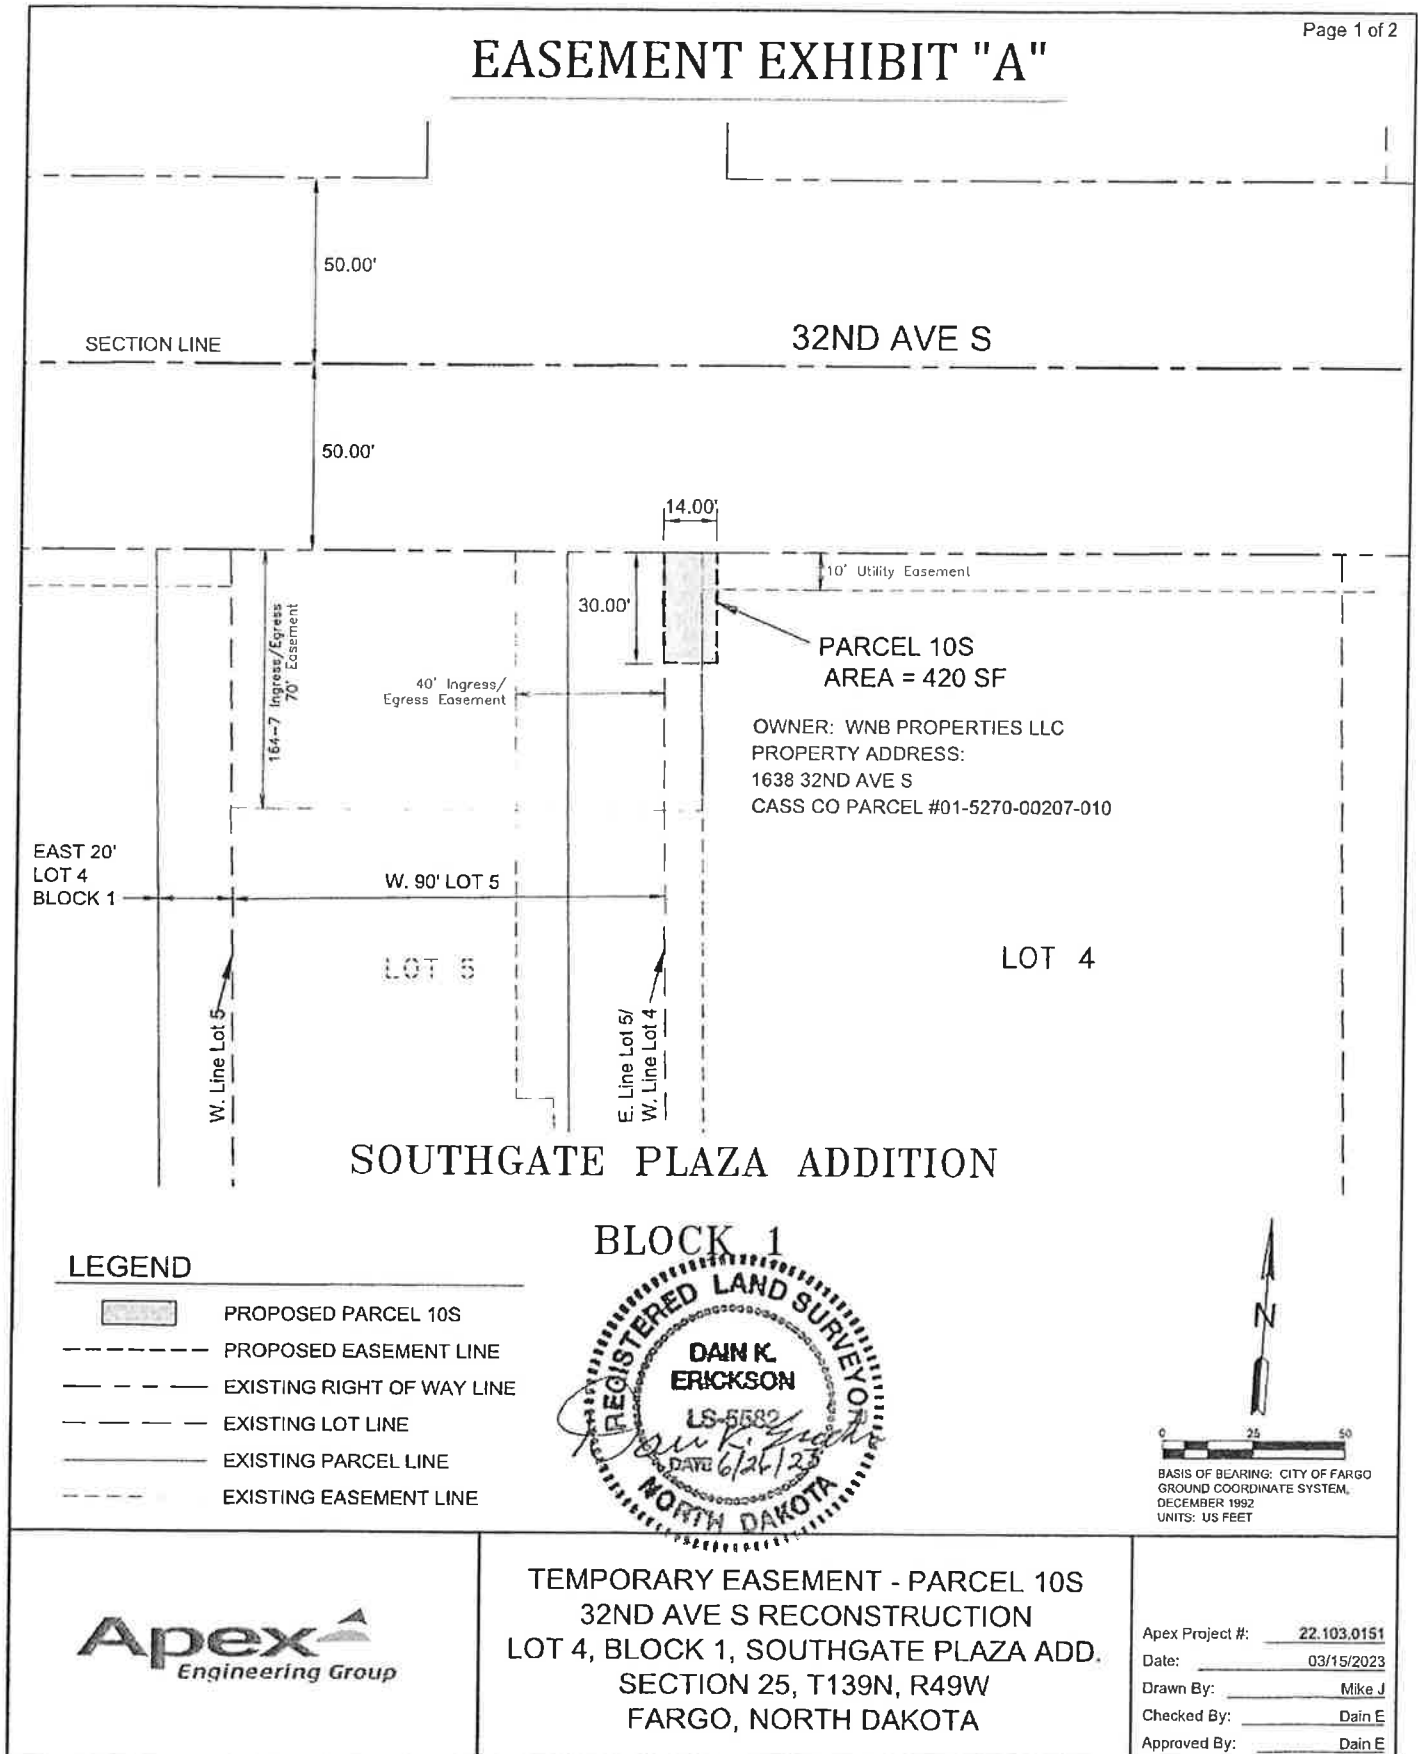 Page 1 of 2
EASEMENT EXHIBIT "A"
50.00'
SECTION LINE
32ND AVE S
50.00'
14.00'
10' Utility Easement
30.00'
164-7 Ingress/Egress
70' Easement
PARCEL 10S
AREA = 420 SF
40' Ingress/
Egress Easement
OWNER: WNB PROPERTIES LLC
PROPERTY ADDRESS:
1638 32ND AVE S
CASS CO PARCEL #01-5270-00207-010
EAST 20'
LOT 4
BLOCK 1
W. 90' LOT 5
LOT 5
LOT 4
W. Line Lot 5
E. Line Lot 5/
W. Line Lot 4
SOUTHGATE PLAZA ADDITION
BLOCK 1
LEGEND
PROPOSED PARCEL 10S
PROPOSED EASEMENT LINE
EXISTING RIGHT OF WAY LINE
EXISTING LOT LINE
EXISTING PARCEL LINE
EXISTING EASEMENT LINE
REGISTERED LAND SURVEYOR
DAIN K.
ERICKSON
LS-5582
DATE 6/26/23
NORTH DAKOTA
N
0 25 50
BASIS OF BEARING: CITY OF FARGO
GROUND COORDINATE SYSTEM,
DECEMBER 1992
UNITS: US FEET
Apex
Engineering Group
TEMPORARY EASEMENT - PARCEL 10S
32ND AVE S RECONSTRUCTION
LOT 4, BLOCK 1, SOUTHGATE PLAZA ADD.
SECTION 25, T139N, R49W
FARGO, NORTH DAKOTA
Apex Project #: 22.103.0151
Date: 03/15/2023
Drawn By: Mike J
Checked By: Dain E
Approved By: Dain E